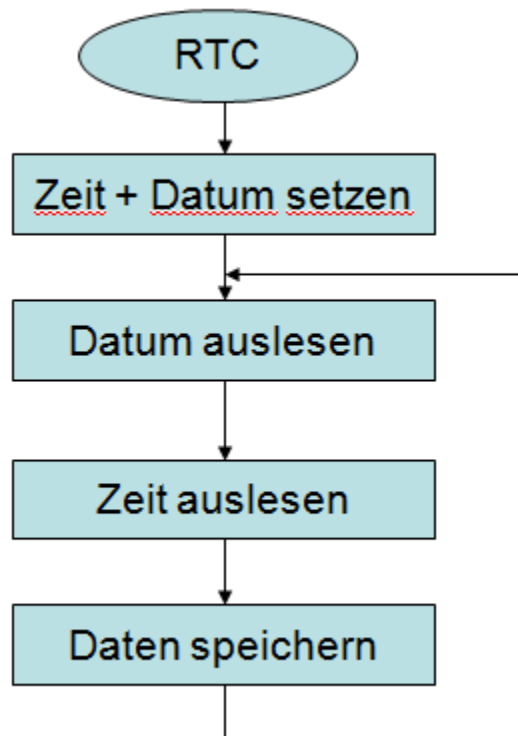 RTC
Zeit + Datum setzen
Datum auslesen
Zeit auslesen
Daten speichern